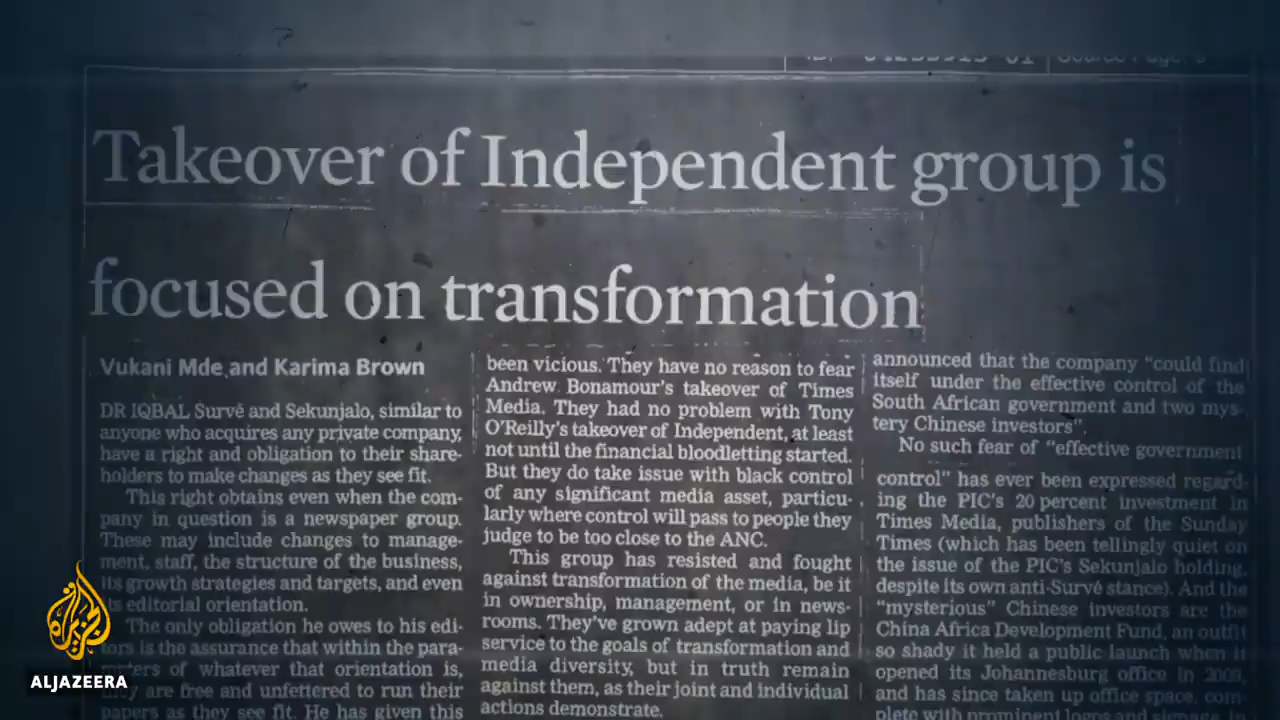 Takeover of Independent group is
focused on transformation
Vukani Mde and Karima Brown
DR IQBAL Survé and Sekunjalo, similar to
anyone who acquires any private company,
have a right and obligation to their share-
holders to make changes as they see fit.
This right obtains even when the com-
pany in question is a newspaper group.
These may include changes to manage-
ment, staff, the structure of the business,
its growth strategies and targets, and even
its editorial orientation.
The only obligation he owes to his edi-
tors is the assurance that within the para-
meters of whatever that orientation is,
they are free and unfettered to run their
papers as they see fit. He has given this
been vicious. They have no reason to fear
Andrew Bonamour's takeover of Times
Media. They had no problem with Tony
O'Reilly's takeover of Independent, at least
not until the financial bloodletting started.
But they do take issue with black control
of any significant media asset, particu-
larly where control will pass to people they
judge to be too close to the ANC.
This group has resisted and fought
against transformation of the media, be it
in ownership, management, or in news-
rooms. They've grown adept at paying lip
service to the goals of transformation and
media diversity, but in truth remain
against them, as their joint and individual
actions demonstrate.
announced that the company "could find
itself under the effective control of the
South African government and two mys-
tery Chinese investors".
No such fear of "effective government
control" has ever been expressed regard-
ing the PIC's 20 percent investment in
Times Media, publishers of the Sunday
Times (which has been tellingly quiet on
the issue of the PIC's Sekunjalo holding,
despite its own anti-Survé stance). And the
"mysterious" Chinese investors are the
China Africa Development Fund, an outfit
so shady it held a public launch when it
opened its Johannesburg office in 2009,
and has since taken up office space, com-
plete with prominent
ALJAZEERA